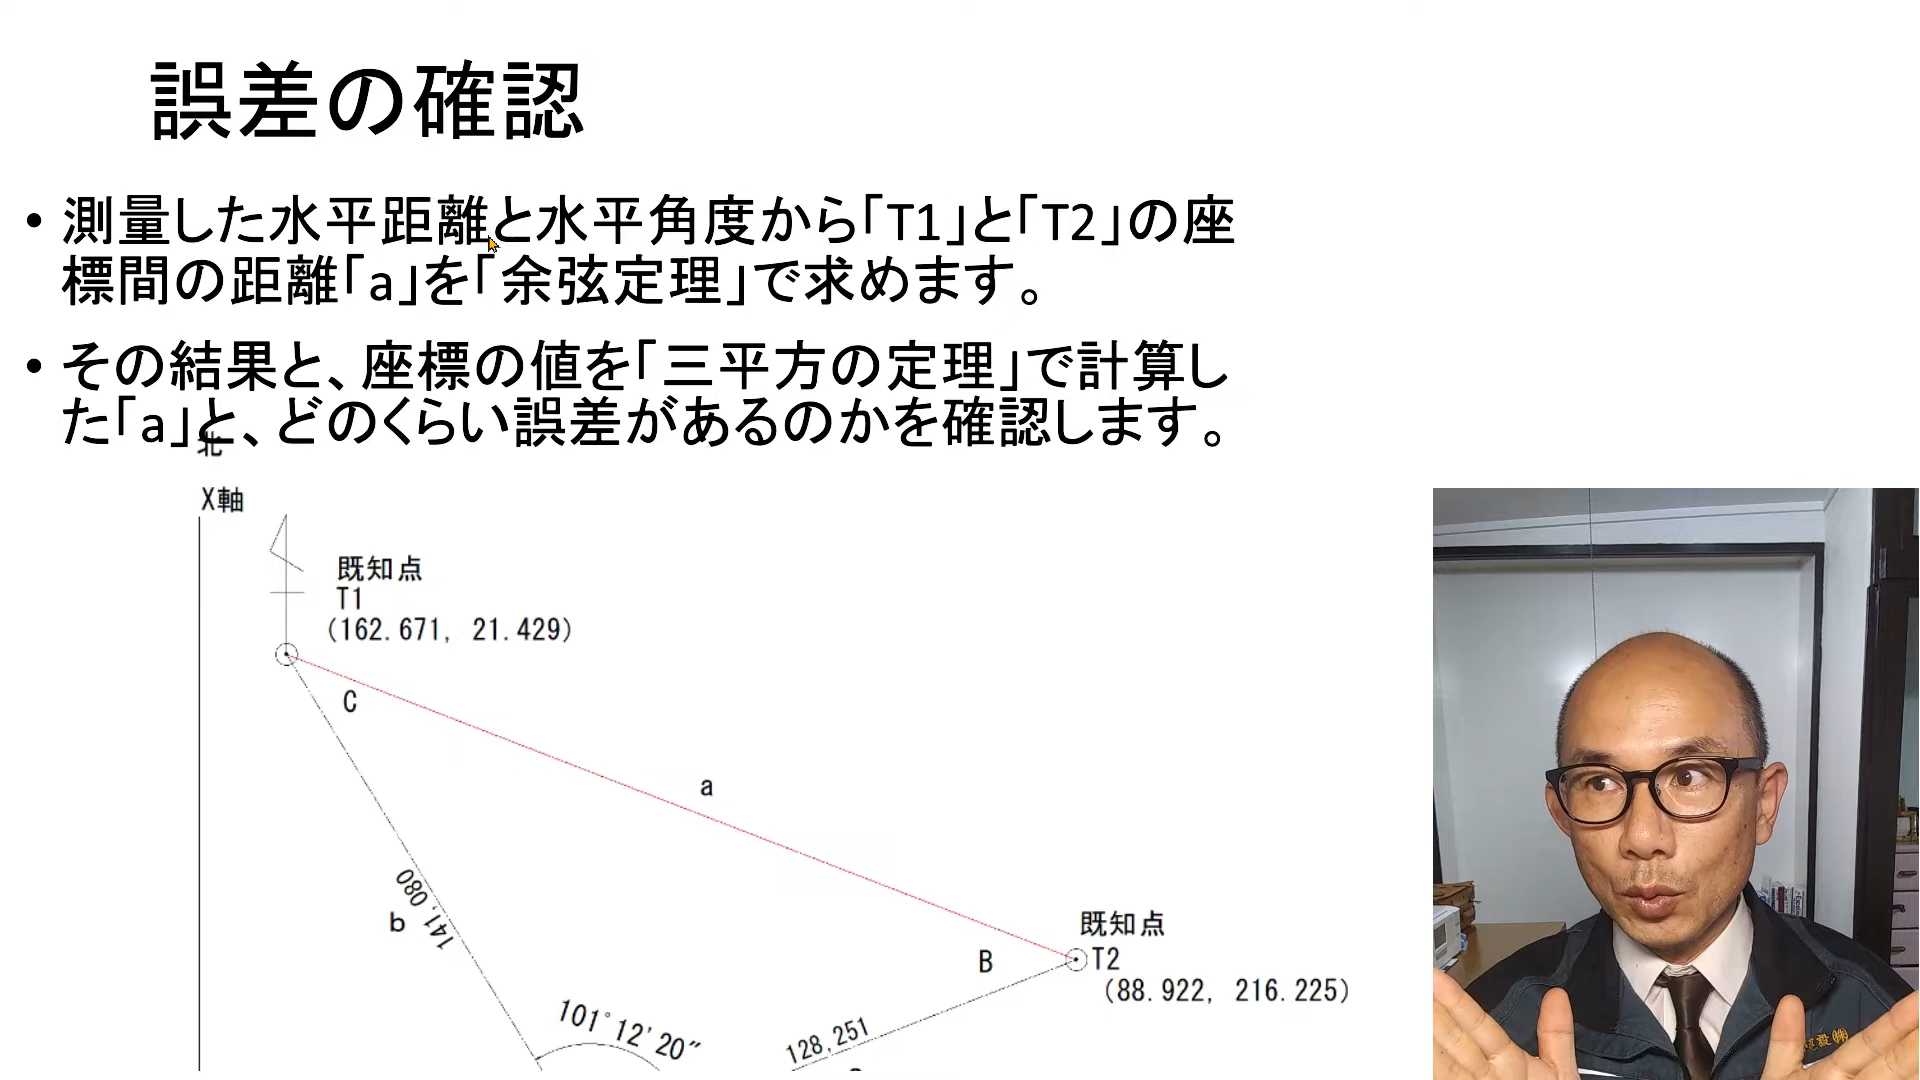 誤差の確認
• 測量した水平距離と水平角度から「T1」と「T2」の座
標間の距離「a」を「余弦定理」で求めます。
• その結果と、座標の値を「三平方の定理」で計算し
た「a」と、どのくらい誤差があるのかを確認します。
北
X軸
既知点
T1
(162.671, 21.429)
C
a
141,080
b
既知点
B
T2
(88.922, 216.225)
101°12'20"
128,251